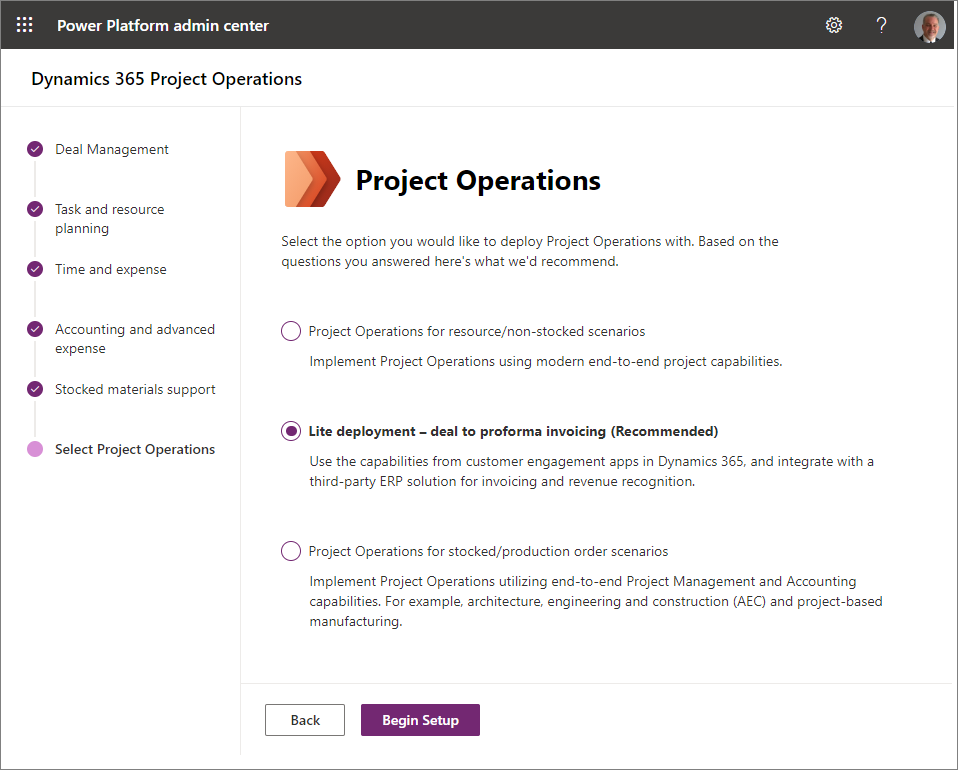 Power Platform admin center
?
Dynamics 365 Project Operations
Deal Management
Task and resource
planning
Time and expense
Accounting and advanced
expense
Stocked materials support
Select Project Operations
Project Operations
Select the option you would like to deploy Project Operations with. Based on the
questions you answered here's what we'd recommend.
Project Operations for resource/non-stocked scenarios
Implement Project Operations using modern end-to-end project capabilities.
Lite deployment – deal to proforma invoicing (Recommended)
Use the capabilities from customer engagement apps in Dynamics 365, and integrate with a
third-party ERP solution for invoicing and revenue recognition.
Project Operations for stocked/production order scenarios
Implement Project Operations utilizing end-to-end Project Management and Accounting
capabilities. For example, architecture, engineering and construction (AEC) and project-based
manufacturing.
Back
Begin Setup